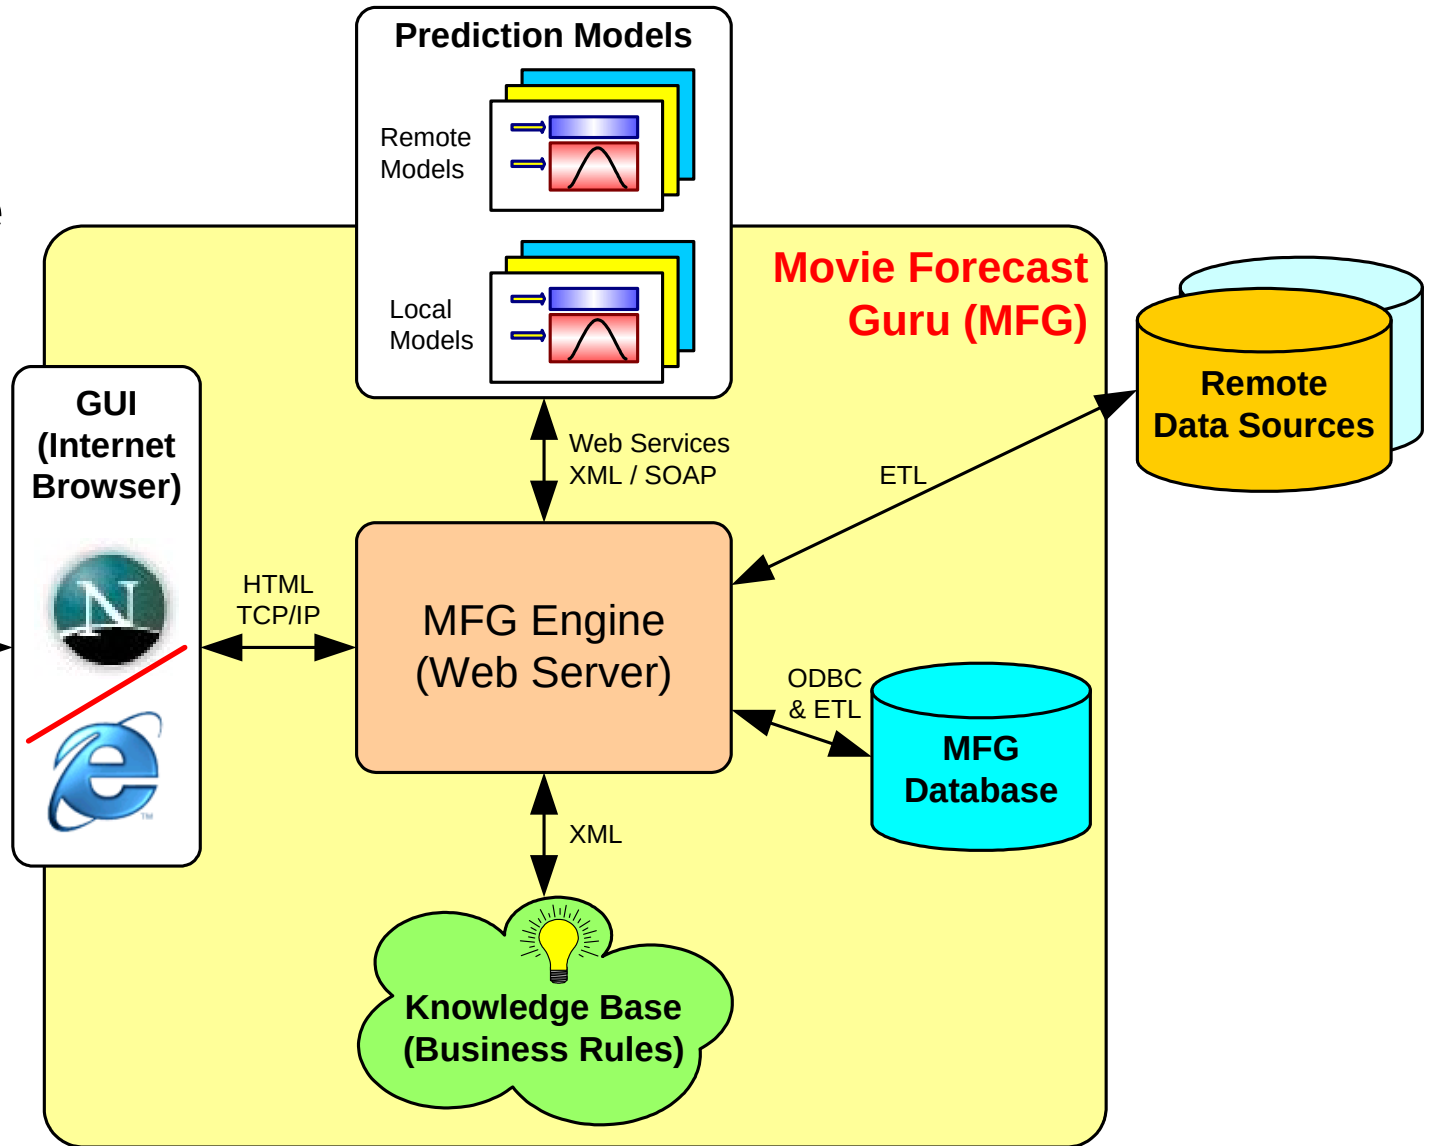 Prediction Models
Remote
Models
Local
Models
Movie Forecast
Guru (MFG)
Remote
Data Sources
GUI
(Internet
Browser)
N
e
TM
Web Services
XML / SOAP
ETL
HTML
TCP/IP
MFG Engine
(Web Server)
ODBC
& ETL
MFG
Database
XML
Knowledge Base
(Business Rules)